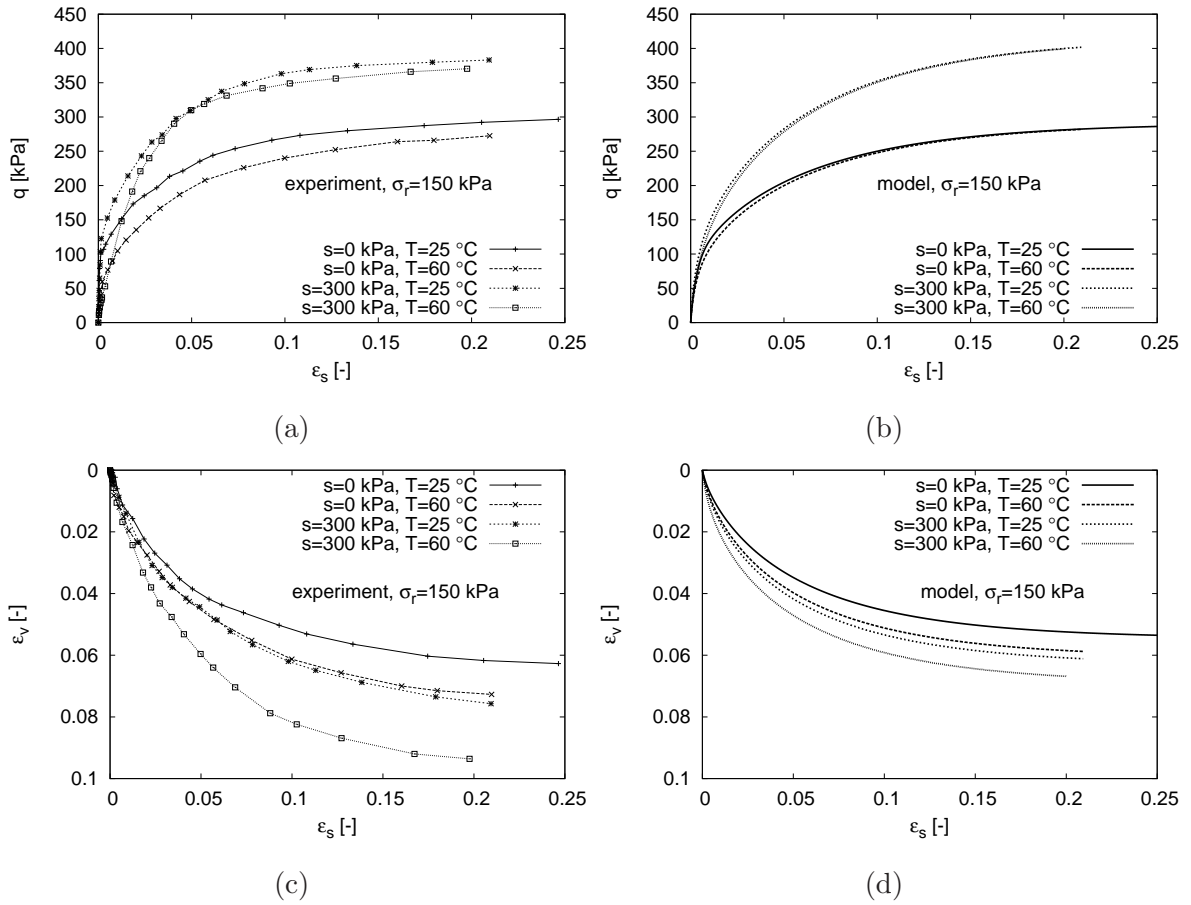 450
400
350
300
250
200
150
100
50
0
q [kPa]
experiment, σr=150 kPa
s=0 kPa, T=25 °C
s=0 kPa, T=60 °C
s=300 kPa, T=25 °C
s=300 kPa, T=60 °C
0 0.05 0.1 0.15 0.2 0.25
εs [-]
(a)
450
400
350
300
250
200
150
100
50
0
q [kPa]
model, σr=150 kPa
s=0 kPa, T=25 °C
s=0 kPa, T=60 °C
s=300 kPa, T=25 °C
s=300 kPa, T=60 °C
0 0.05 0.1 0.15 0.2 0.25
εs [-]
(b)
0
0.02
0.04
0.06
0.08
0.1
εv [-]
s=0 kPa, T=25 °C
s=0 kPa, T=60 °C
s=300 kPa, T=25 °C
s=300 kPa, T=60 °C
experiment, σr=150 kPa
0 0.05 0.1 0.15 0.2 0.25
εs [-]
(c)
0
0.02
0.04
0.06
0.08
0.1
εv [-]
s=0 kPa, T=25 °C
s=0 kPa, T=60 °C
s=300 kPa, T=25 °C
s=300 kPa, T=60 °C
model, σr=150 kPa
0 0.05 0.1 0.15 0.2 0.25
εs [-]
(d)